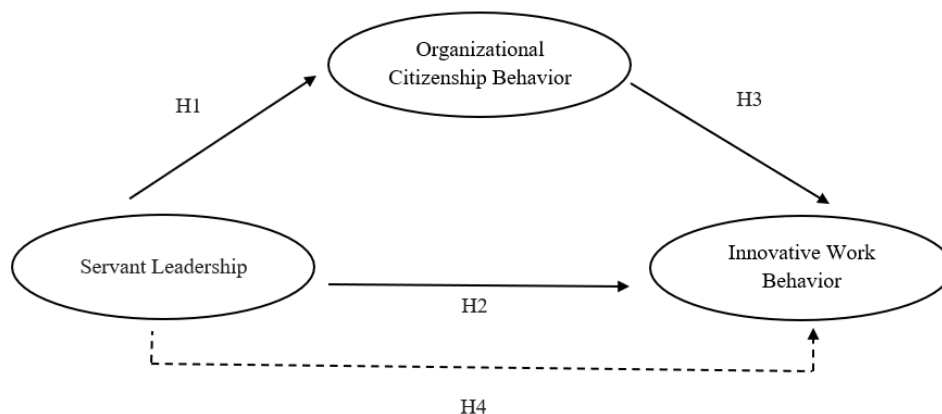 Organizational
Citizenship Behavior
H1
H3
Servant Leadership
Innovative Work
Behavior
H2
H4